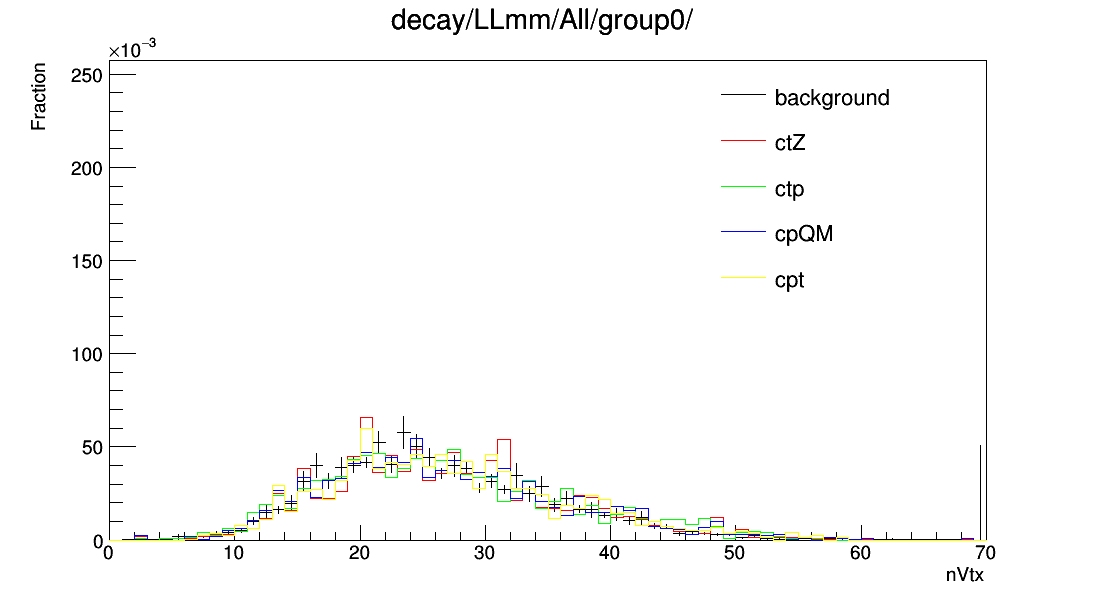 decay/LLmm/All/group0/
×10⁻³
Fraction
250
200
150
100
50
0
background
ctZ
ctp
cpQM
cpt
0 10 20 30 40 50 60 70
nVtx